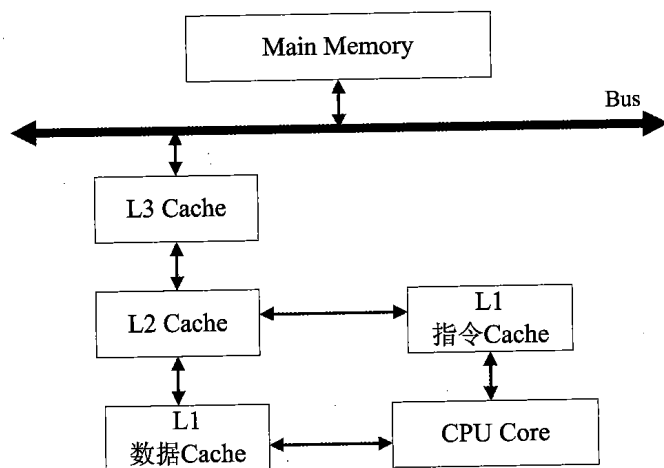 Main Memory
Bus
L3 Cache
L2 Cache
L1
指令Cache
L1
数据Cache
CPU Core